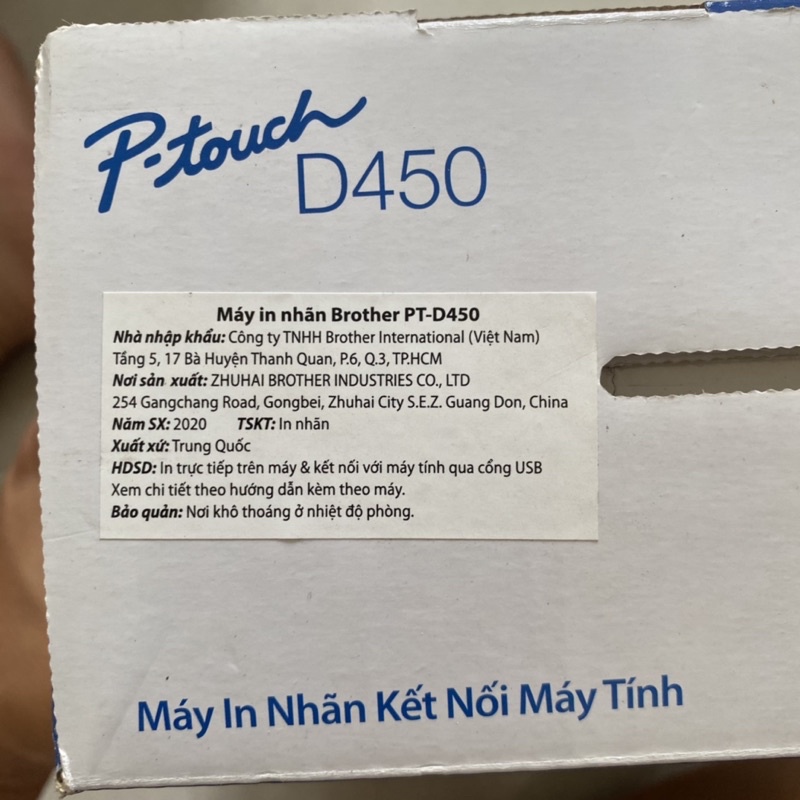 P-touch
D450
Máy in nhãn Brother PT-D450
Nhà nhập khẩu: Công ty TNHH Brother International (Việt Nam)
Tầng 5, 17 Bà Huyện Thanh Quan, P.6, Q.3, TP.HCM
Nơi sản xuất: ZHUHAI BROTHER INDUSTRIES CO., LTD
254 Gangchang Road, Gongbei, Zhuhai City S.E.Z. Guang Don, China
Năm SX: 2020 TSKT: In nhãn
Xuất xứ: Trung Quốc
HDSD: In trực tiếp trên máy & kết nối với máy tính qua cổng USB
Xem chi tiết theo hướng dẫn kèm theo máy.
Bảo quản: Nơi khô thoáng ở nhiệt độ phòng.
Máy In Nhãn Kết Nối Máy Tính